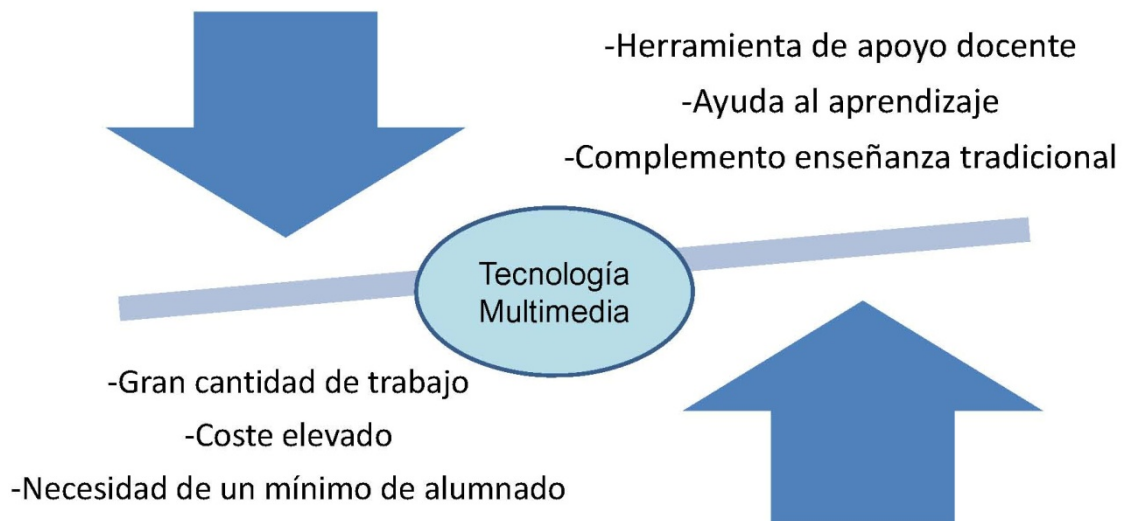 -Herramienta de apoyo docente
-Ayuda al aprendizaje
-Complemento enseñanza tradicional
Tecnología
Multimedia
-Gran cantidad de trabajo
-Coste elevado
-Necesidad de un mínimo de alumnado